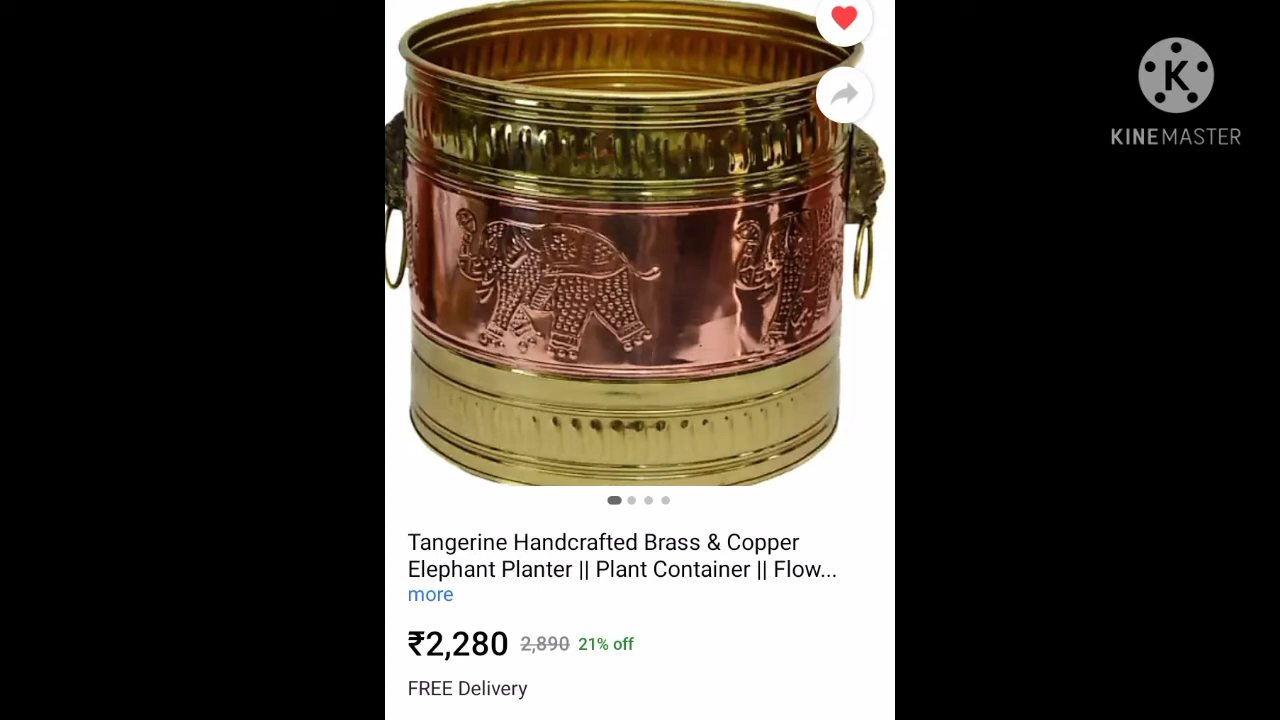 K
KINEMASTER
Tangerine Handcrafted Brass & Copper
Elephant Planter || Plant Container || Flow...
more
₹2,280 2,890 21% off
FREE Delivery